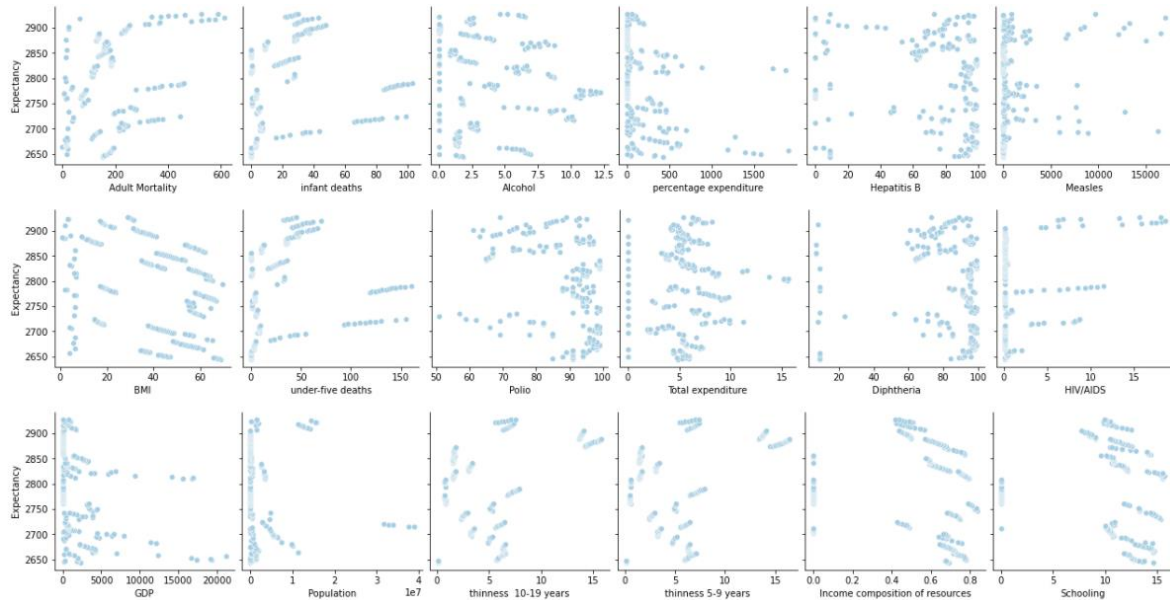 2900
2850
2800
2750
2700
2650
Expectancy
0 200 400 600
Adult Mortality
0 20 40 60 80 100
infant deaths
0.0 2.5 5.0 7.5 10.0 12.5
Alcohol
0 500 1000 1500
percentage expenditure
0 20 40 60 80 100
Hepatitis B
0 5000 10000 15000
Measles
2900
2850
2800
2750
2700
2650
Expectancy
0 20 40 60
BMI
0 50 100 150
under-five deaths
50 60 70 80 90 100
Polio
0 5 10 15
Total expenditure
20 40 60 80 100
Diphtheria
0 5 10 15
HIV/AIDS
2900
2850
2800
2750
2700
2650
Expectancy
0 5000 10000 15000 20000
GDP
0 1 2 3 4
1e7
Population
0 5 10 15
thinness 10-19 years
0 5 10 15
thinness 5-9 years
0.0 0.2 0.4 0.6 0.8
Income composition of resources
0 5 10 15
Schooling